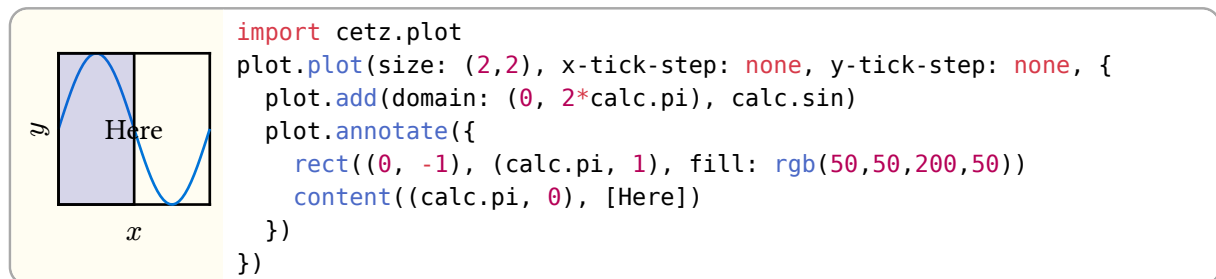 y
Here
x
import cetz.plot
plot.plot(size: (2,2), x-tick-step: none, y-tick-step: none, {
  plot.add(domain: (0, 2*calc.pi), calc.sin)
  plot.annotate({
    rect((0, -1), (calc.pi, 1), fill: rgb(50,50,200,50))
    content((calc.pi, 0), [Here])
  })
})